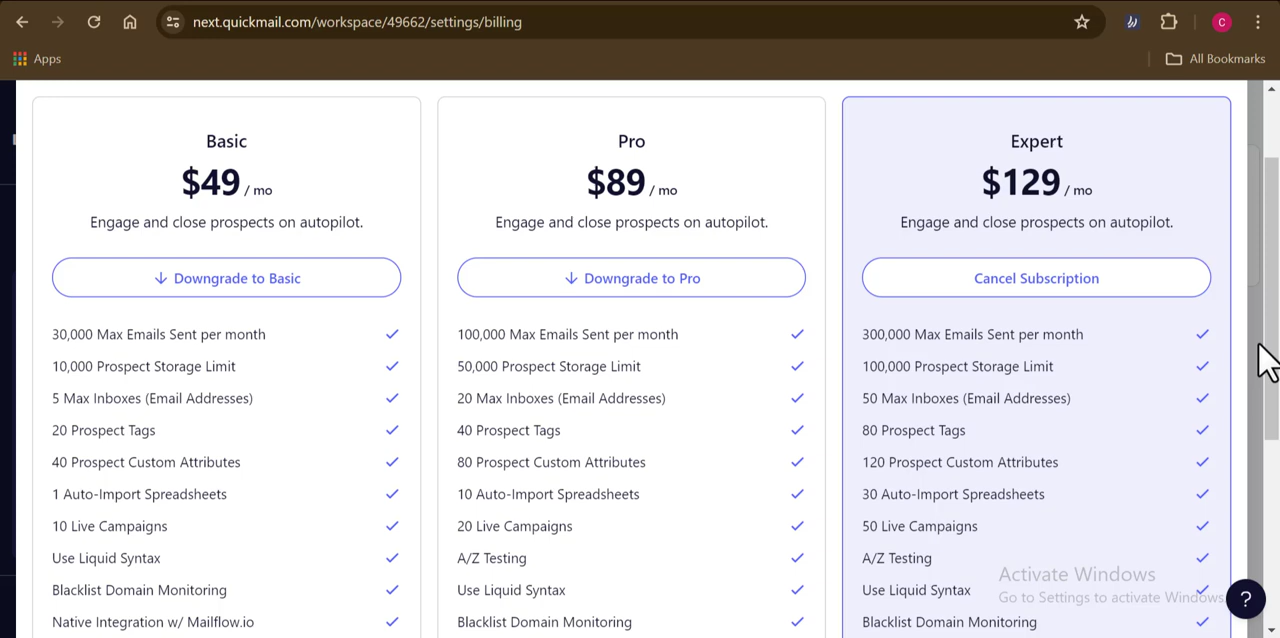 next.quickmail.com/workspace/49662/settings/billing
C
Apps
All Bookmarks
Basic
$49 / mo
Engage and close prospects on autopilot.
↓ Downgrade to Basic
30,000 Max Emails Sent per month
10,000 Prospect Storage Limit
5 Max Inboxes (Email Addresses)
20 Prospect Tags
40 Prospect Custom Attributes
1 Auto-Import Spreadsheets
10 Live Campaigns
Use Liquid Syntax
Blacklist Domain Monitoring
Native Integration w/ Mailflow.io
Pro
$89 / mo
Engage and close prospects on autopilot.
↓ Downgrade to Pro
100,000 Max Emails Sent per month
50,000 Prospect Storage Limit
20 Max Inboxes (Email Addresses)
40 Prospect Tags
80 Prospect Custom Attributes
10 Auto-Import Spreadsheets
20 Live Campaigns
A/Z Testing
Use Liquid Syntax
Blacklist Domain Monitoring
Expert
$129 / mo
Engage and close prospects on autopilot.
Cancel Subscription
300,000 Max Emails Sent per month
100,000 Prospect Storage Limit
50 Max Inboxes (Email Addresses)
80 Prospect Tags
120 Prospect Custom Attributes
30 Auto-Import Spreadsheets
50 Live Campaigns
A/Z Testing
Use Liquid Syntax
Blacklist Domain Monitoring
Activate Windows
Go to Settings to activate Windows.
?